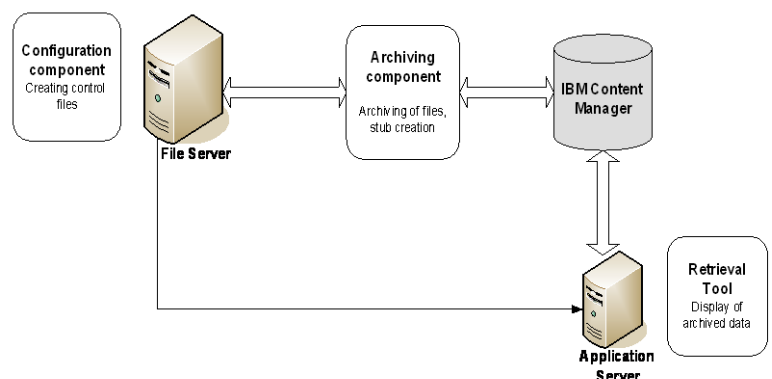 Configuration
component
Creating control
files
File Server
Archiving
component
Archiving of files,
stub creation
IBM Content
Manager
Retrieval
Tool
Display of
archived data
Application
Server